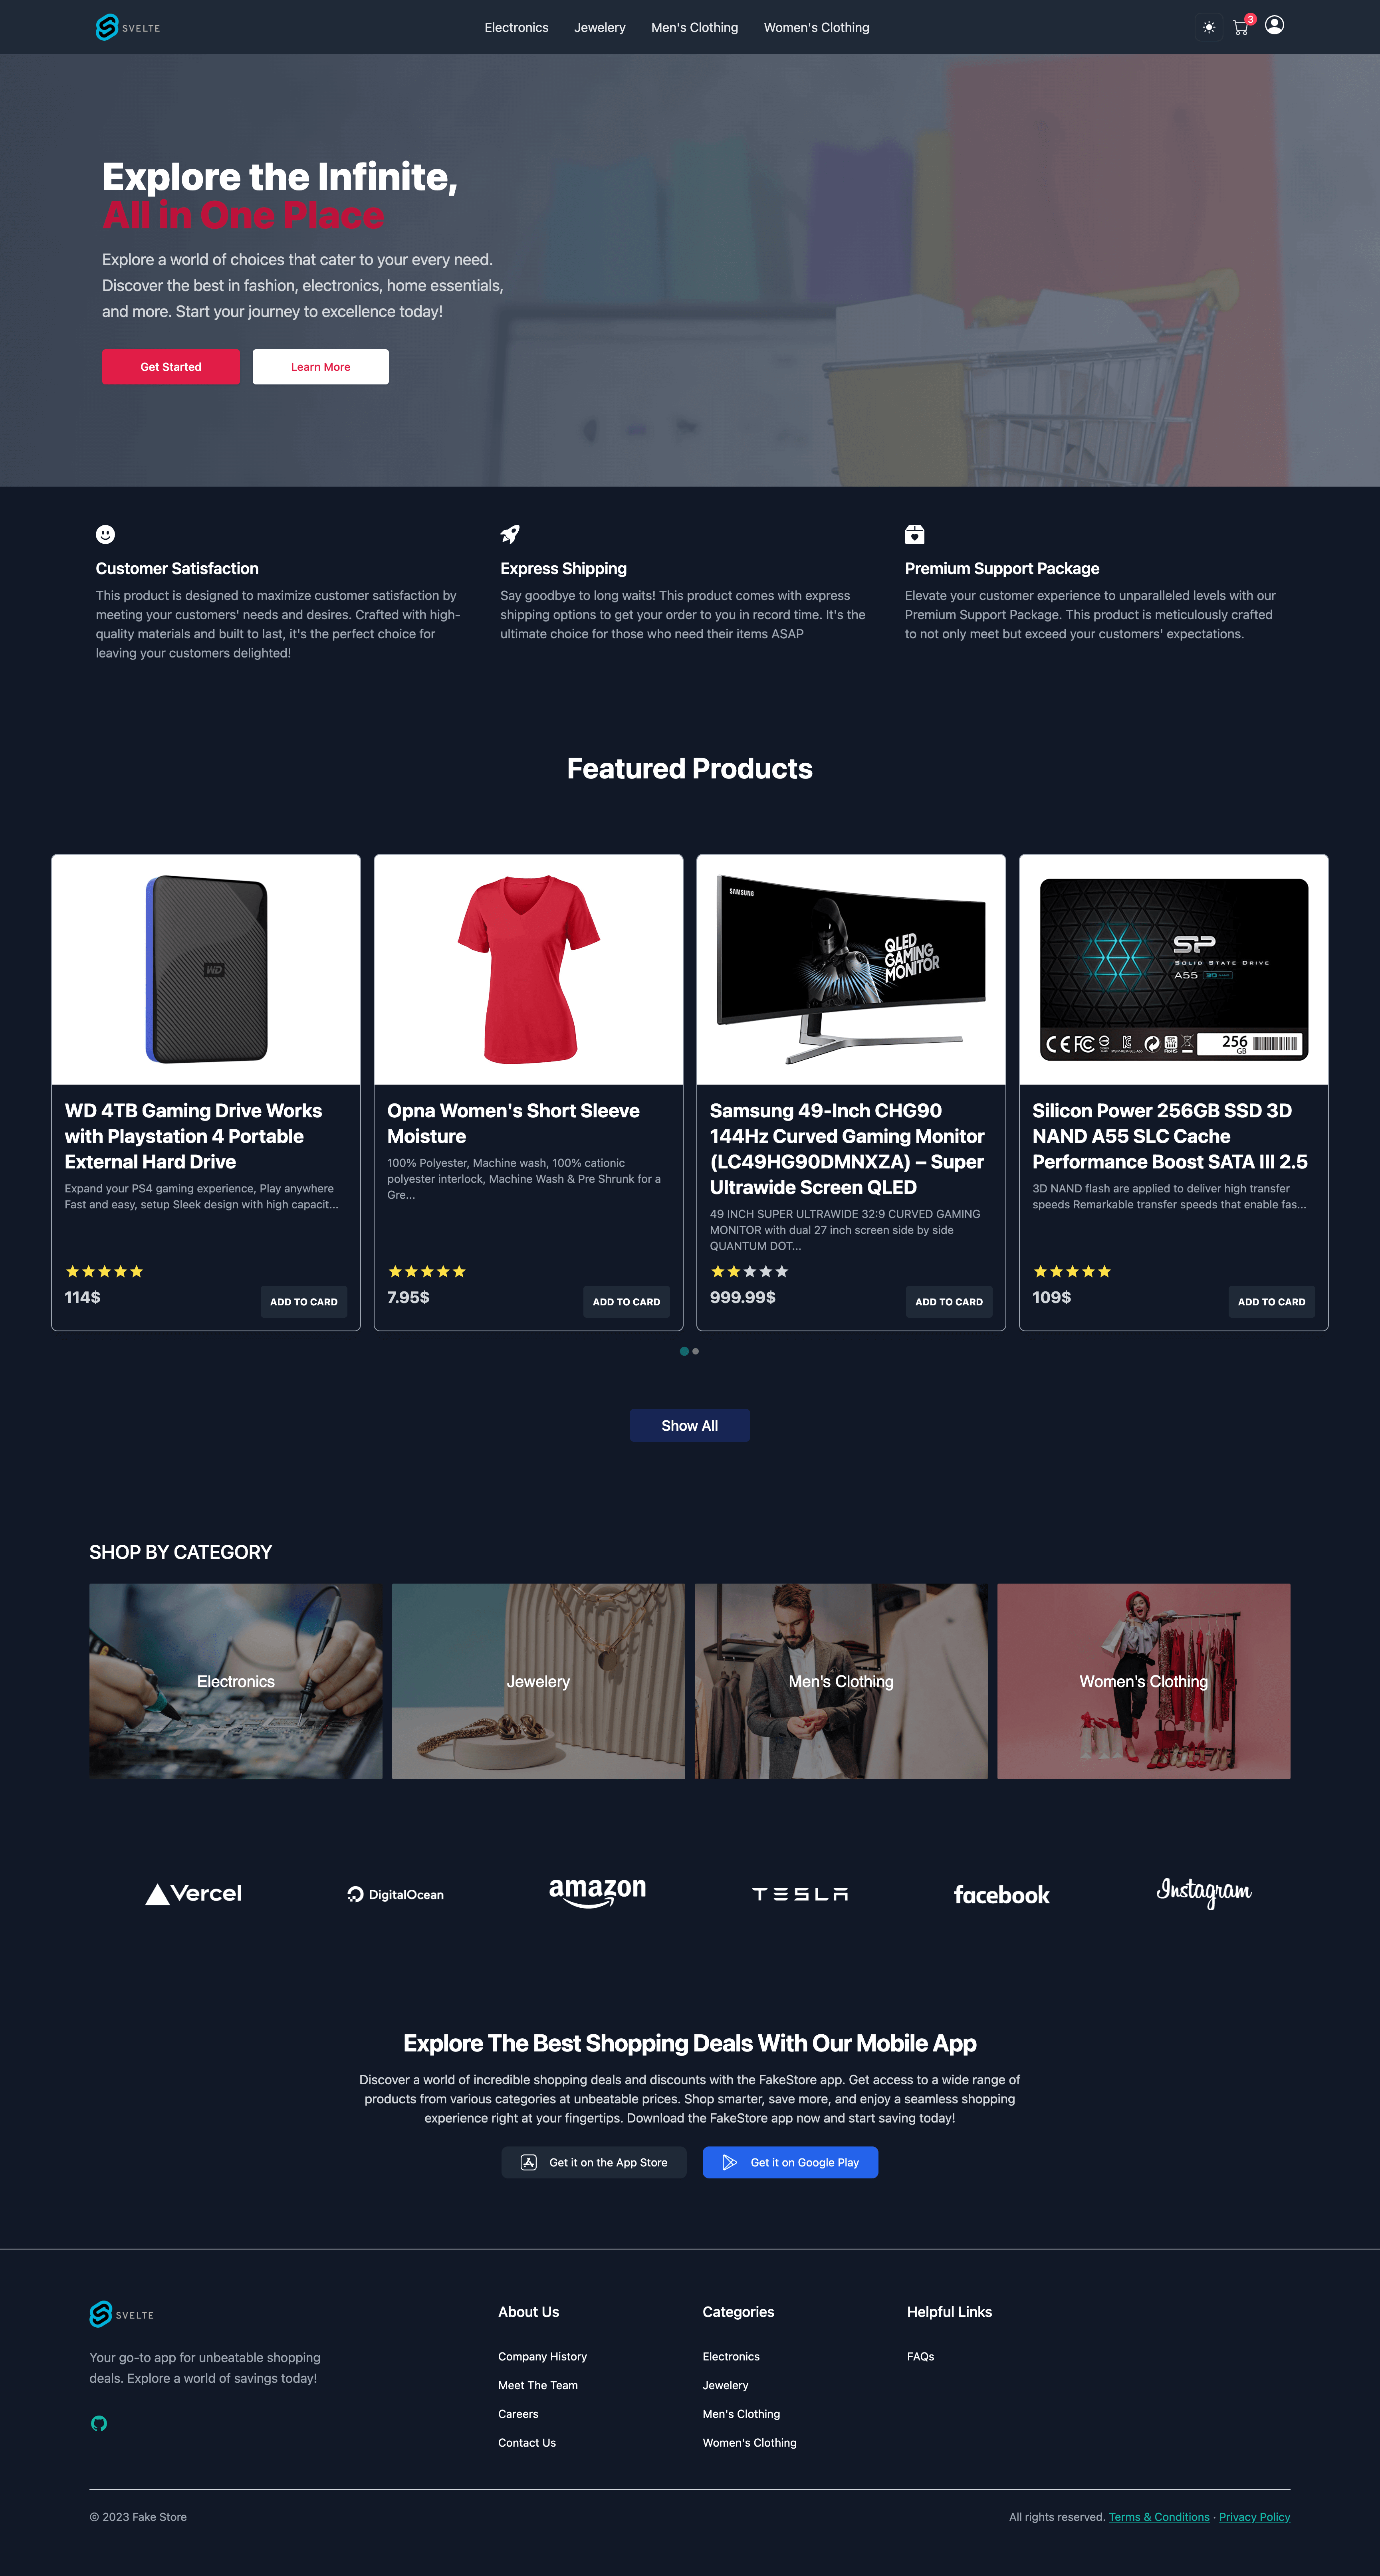 SVELTE
Electronics
Jewelery
Men's Clothing
Women's Clothing
3
Explore the Infinite,
All in One Place
Explore a world of choices that cater to your every need.
Discover the best in fashion, electronics, home essentials,
and more. Start your journey to excellence today!
Get Started
Learn More
Customer Satisfaction
This product is designed to maximize customer satisfaction by
meeting your customers' needs and desires. Crafted with high-
quality materials and built to last, it's the perfect choice for
leaving your customers delighted!
Express Shipping
Say goodbye to long waits! This product comes with express
shipping options to get your order to you in record time. It's the
ultimate choice for those who need their items ASAP
Premium Support Package
Elevate your customer experience to unparalleled levels with our
Premium Support Package. This product is meticulously crafted
to not only meet but exceed your customers' expectations.
Featured Products
WD
WD 4TB Gaming Drive Works
with Playstation 4 Portable
External Hard Drive
Expand your PS4 gaming experience, Play anywhere
Fast and easy, setup Sleek design with high capacit...
114$
ADD TO CARD
Opna Women's Short Sleeve
Moisture
100% Polyester, Machine wash, 100% cationic
polyester interlock, Machine Wash & Pre Shrunk for a
Gre...
7.95$
ADD TO CARD
SAMSUNG
QLED
GAMING
MONITOR
Samsung 49-Inch CHG90
144Hz Curved Gaming Monitor
(LC49HG90DMNXZA) – Super
Ultrawide Screen QLED
49 INCH SUPER ULTRAWIDE 32:9 CURVED GAMING
MONITOR with dual 27 inch screen side by side
QUANTUM DOT...
999.99$
ADD TO CARD
SP
SOLID STATE DRIVE
A55 3D
CE FC
RoHS
256
GB
Silicon Power 256GB SSD 3D
NAND A55 SLC Cache
Performance Boost SATA III 2.5
3D NAND flash are applied to deliver high transfer
speeds Remarkable transfer speeds that enable fas...
109$
ADD TO CARD
Show All
SHOP BY CATEGORY
Electronics
Jewelery
Men's Clothing
Women's Clothing
Vercel
DigitalOcean
amazon
TESLA
facebook
Instagram
Explore The Best Shopping Deals With Our Mobile App
Discover a world of incredible shopping deals and discounts with the FakeStore app. Get access to a wide range of
products from various categories at unbeatable prices. Shop smarter, save more, and enjoy a seamless shopping
experience right at your fingertips. Download the FakeStore app now and start saving today!
Get it on the App Store
Get it on Google Play
SVELTE
Your go-to app for unbeatable shopping
deals. Explore a world of savings today!
About Us
Company History
Meet The Team
Careers
Contact Us
Categories
Electronics
Jewelery
Men's Clothing
Women's Clothing
Helpful Links
FAQs
© 2023 Fake Store
All rights reserved. Terms & Conditions · Privacy Policy